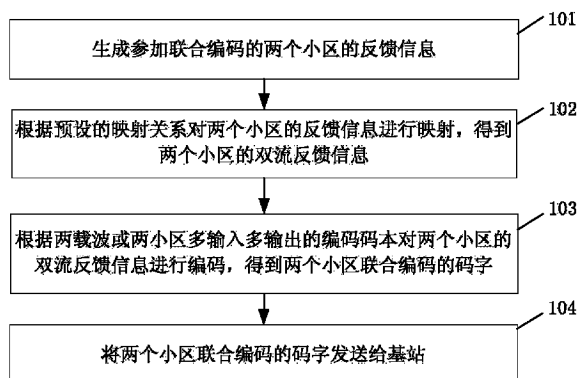 101
生成参加联合编码的两个小区的反馈信息
102
根据预设的映射关系对两个小区的反馈信息进行映射，得到
两个小区的双流反馈信息
103
根据两载波或两小区多输入多输出的编码码本对两个小区的
双流反馈信息进行编码，得到两个小区联合编码的码字
104
将两个小区联合编码的码字发送给基站